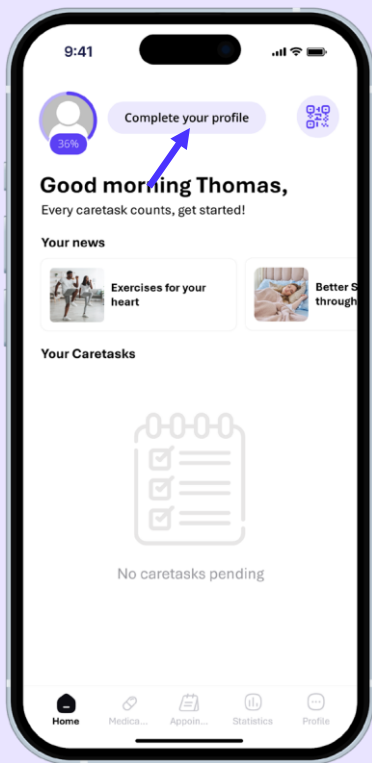 9:41
Complete your profile
36%
Good morning Thomas,
Every caretask counts, get started!
Your news
Exercises for your
heart
Better S
through
Your Caretasks
No caretasks pending
Home
Medica...
Appoin...
Statistics
Profile